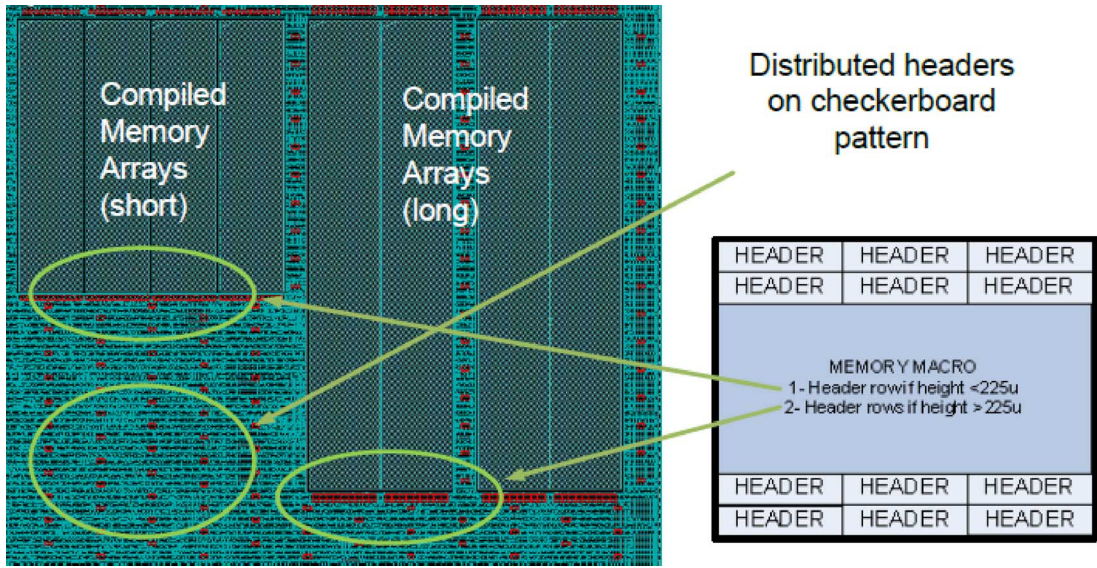 Compiled
Memory
Arrays
(short)
Compiled
Memory
Arrays
(long)
Distributed headers
on checkerboard
pattern
HEADER HEADER HEADER
HEADER HEADER HEADER
MEMORY MACRO
1- Header row if height <225u
2- Header rows if height >225u
HEADER HEADER HEADER
HEADER HEADER HEADER